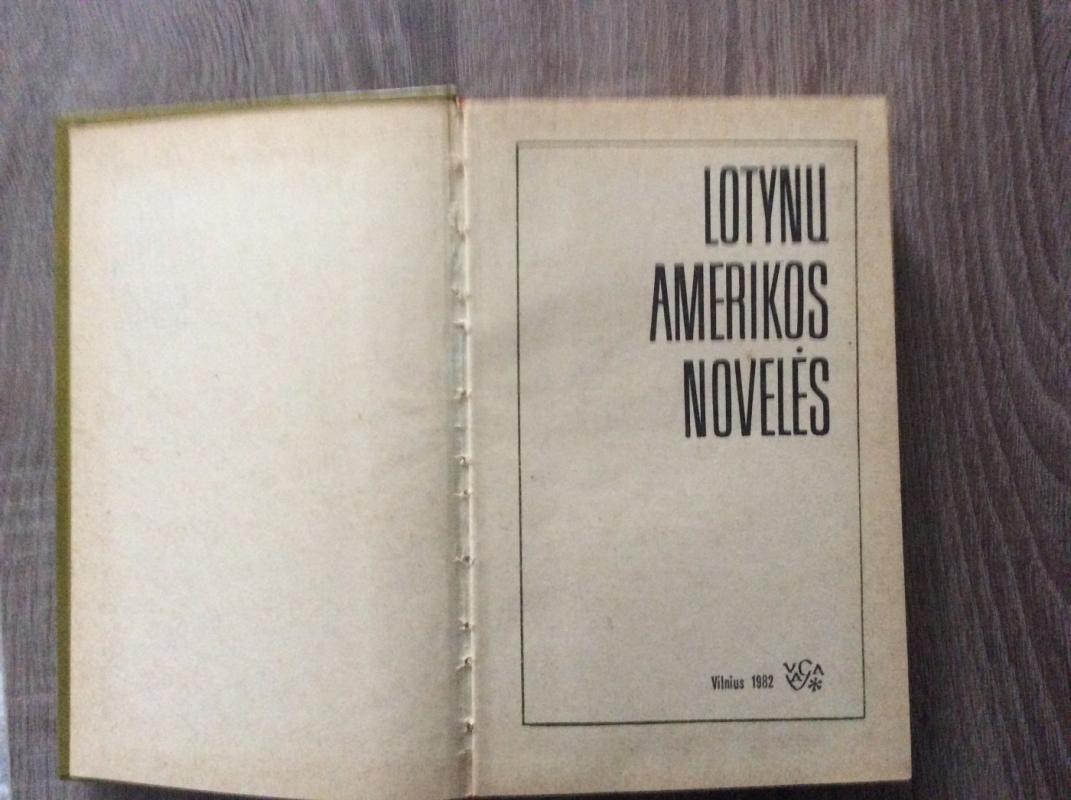 LOTYNŲ
AMERIKOS
NOVELĖS
Vilnius 1982